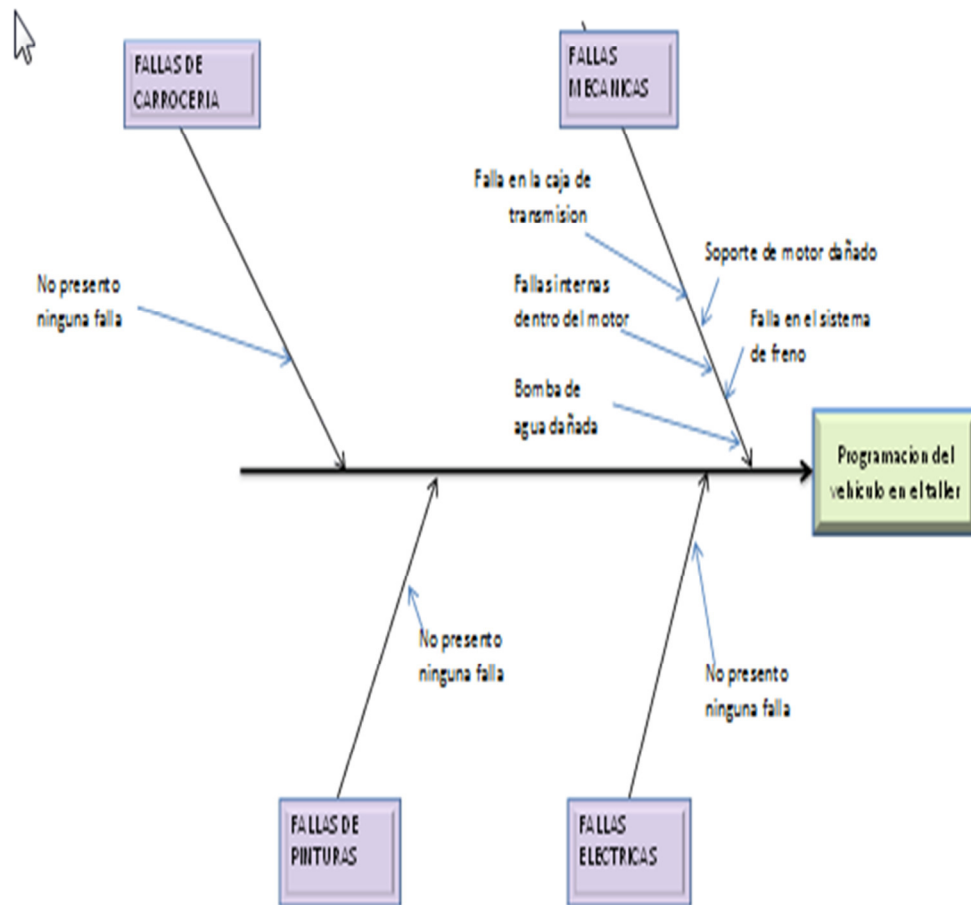 FALLAS DE
CARROCERIA
FALLAS
MECANICAS
Falla en la caja de
transmision
Soporte de motor dañado
No presento
ninguna falla
Fallas internas
dentro del motor
Falla en el sistema
de freno
Bomba de
agua dañada
Programacion del
vehiculo en el taller
No presento
ninguna falla
No presento
ninguna falla
FALLAS DE
PINTURAS
FALLAS
ELECTRICAS